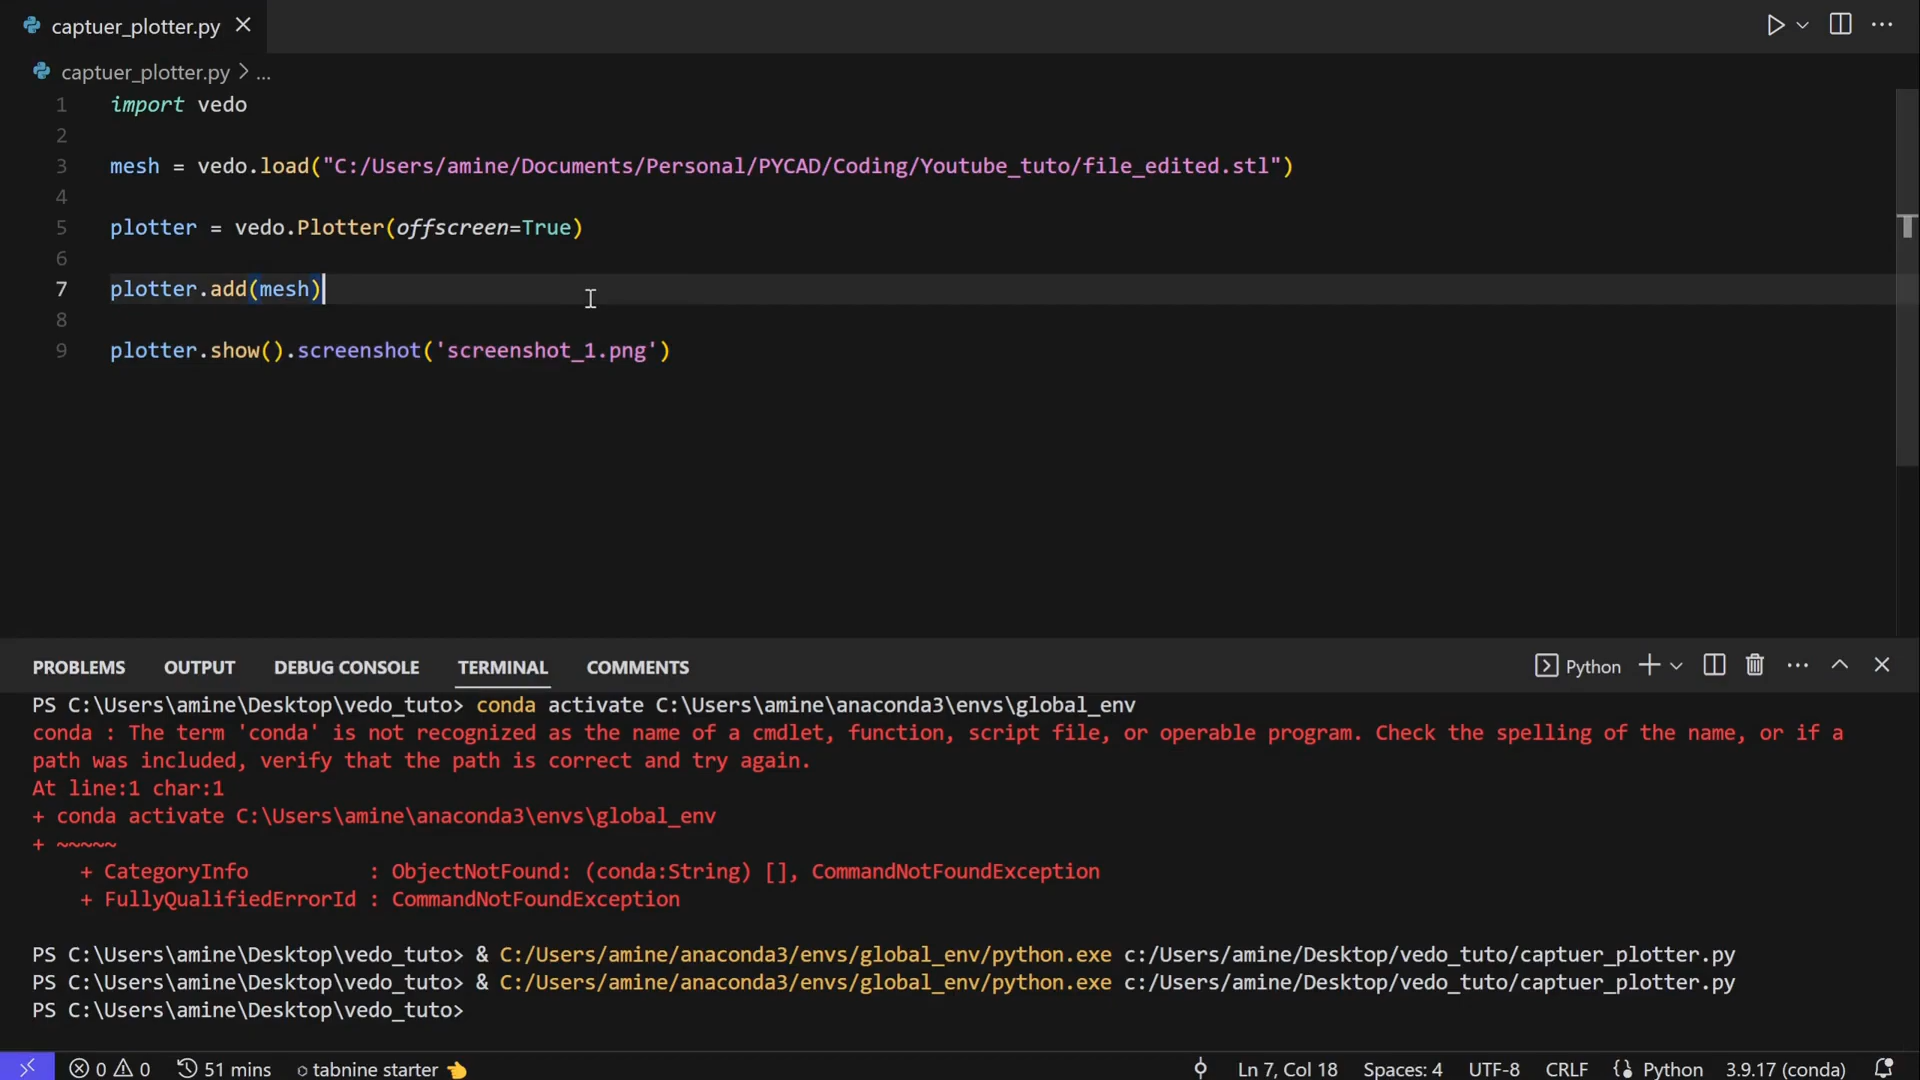 captuer_plotter.py
captuer_plotter.py > ...
1 import vedo
2
3 mesh = vedo.load("C:/Users/amine/Documents/Personal/PYCAD/Coding/Youtube_tuto/file_edited.stl")
4
5 plotter = vedo.Plotter(offscreen=True)
6
7 plotter.add(mesh)
8
9 plotter.show().screenshot('screenshot_1.png')
PROBLEMS OUTPUT DEBUG CONSOLE TERMINAL COMMENTS Python
PS C:\Users\amine\Desktop\vedo_tuto> conda activate C:\Users\amine\anaconda3\envs\global_env
conda : The term 'conda' is not recognized as the name of a cmdlet, function, script file, or operable program. Check the spelling of the name, or if a
path was included, verify that the path is correct and try again.
At line:1 char:1
+ conda activate C:\Users\amine\anaconda3\envs\global_env
+ ~~~~~
+ CategoryInfo : ObjectNotFound: (conda:String) [], CommandNotFoundException
+ FullyQualifiedErrorId : CommandNotFoundException
PS C:\Users\amine\Desktop\vedo_tuto> & C:/Users/amine/anaconda3/envs/global_env/python.exe c:/Users/amine/Desktop/vedo_tuto/captuer_plotter.py
PS C:\Users\amine\Desktop\vedo_tuto> & C:/Users/amine/anaconda3/envs/global_env/python.exe c:/Users/amine/Desktop/vedo_tuto/captuer_plotter.py
PS C:\Users\amine\Desktop\vedo_tuto>
0 0 51 mins tabnine starter 👈 Ln 7, Col 18 Spaces: 4 UTF-8 CRLF Python 3.9.17 (conda)